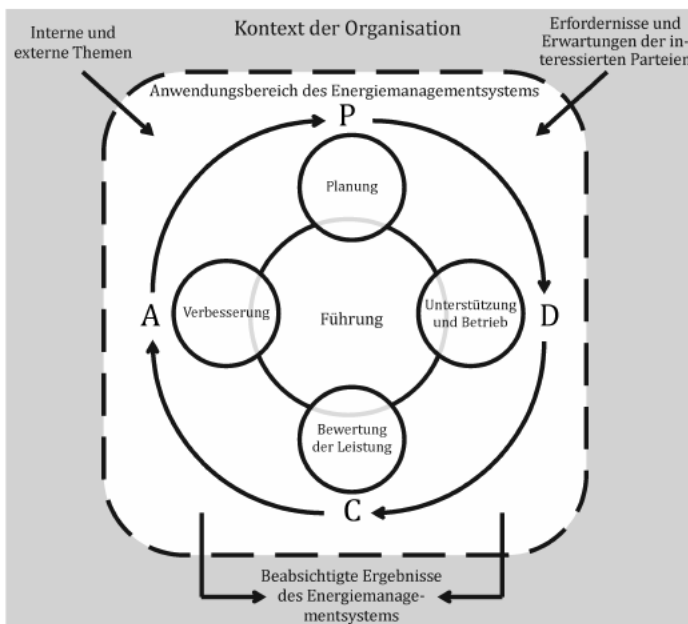 Kontext der Organisation
Interne und
externe Themen
Erfordernisse und
Erwartungen der in-
teressierten Parteien
Anwendungsbereich des Energiemanagementsystems
P
Planung
A
Verbesserung
Führung
Unterstützung
und Betrieb
D
Bewertung
der Leistung
C
Beabsichtigte Ergebnisse
des Energiemanage-
mentsystems